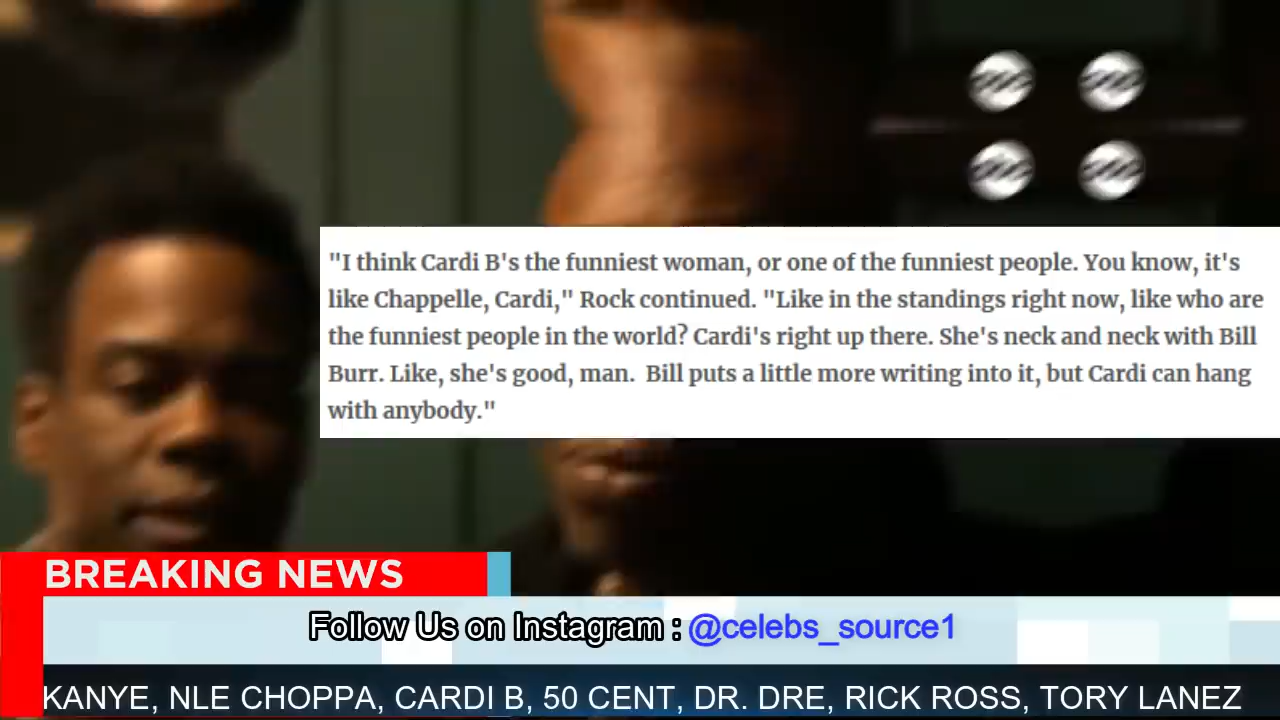 "I think Cardi B's the funniest woman, or one of the funniest people. You know, it's
like Chappelle, Cardi," Rock continued. "Like in the standings right now, like who are
the funniest people in the world? Cardi's right up there. She's neck and neck with Bill
Burr. Like, she's good, man.  Bill puts a little more writing into it, but Cardi can hang
with anybody."
BREAKING NEWS
Follow Us on Instagram : @celebs_source1
KANYE, NLE CHOPPA, CARDI B, 50 CENT, DR. DRE, RICK ROSS, TORY LANEZ